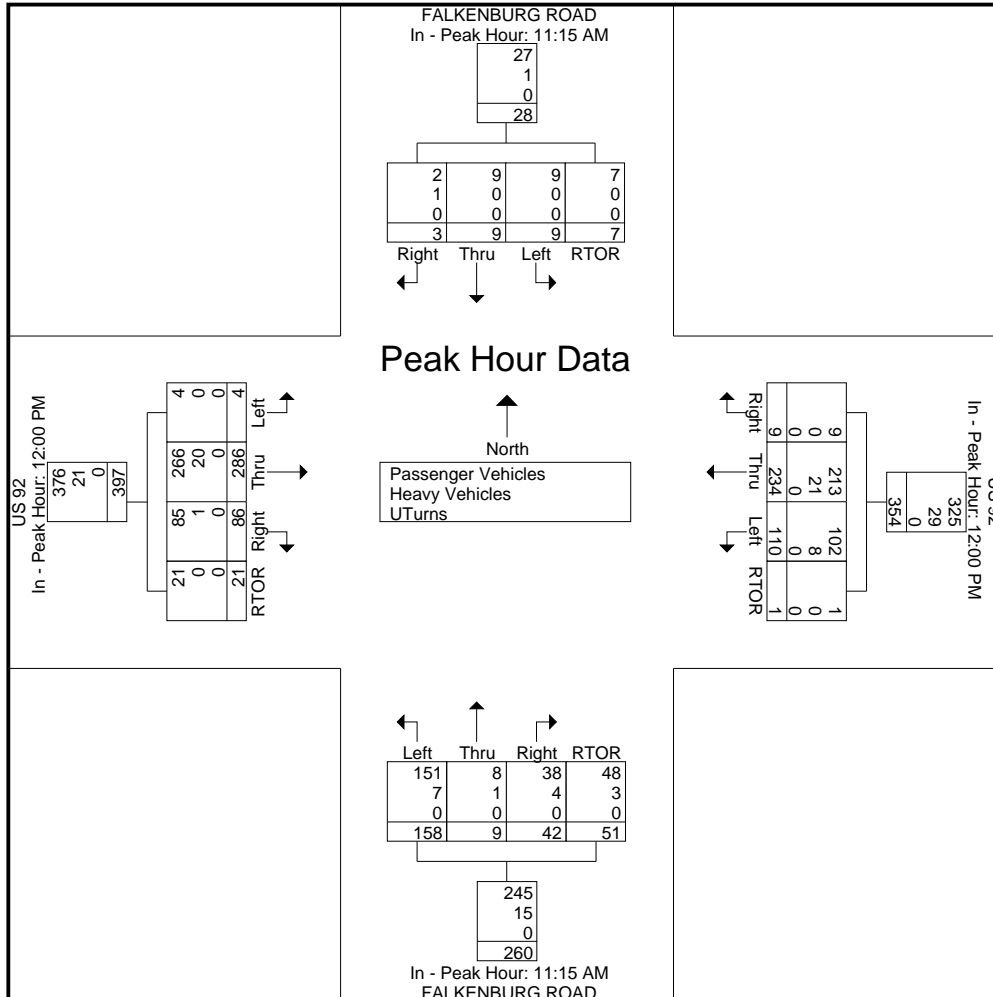 FALKENBURG ROAD
In - Peak Hour: 11:15 AM
27
1
0
28
2 9 9 7
1 0 0 0
0 0 0 0
3 9 9 7
Right Thru Left RTOR
Peak Hour Data
North
Passenger Vehicles
Heavy Vehicles
UTurns
US 92
In - Peak Hour: 12:00 PM
376
21
0
397
4 0 0 4 Left
266 20 0 286 Thru
85 1 0 86 Right
21 0 0 21 RTOR
Right 9 0 0 9
Thru 234 0 21 213
Left 110 0 8 102
RTOR 1 0 0 1
325
29
0
354
In - Peak Hour: 12:00 PM
US 92
Left Thru Right RTOR
151 8 38 48
7 1 4 3
0 0 0 0
158 9 42 51
245
15
0
260
In - Peak Hour: 11:15 AM
FALKENBURG ROAD